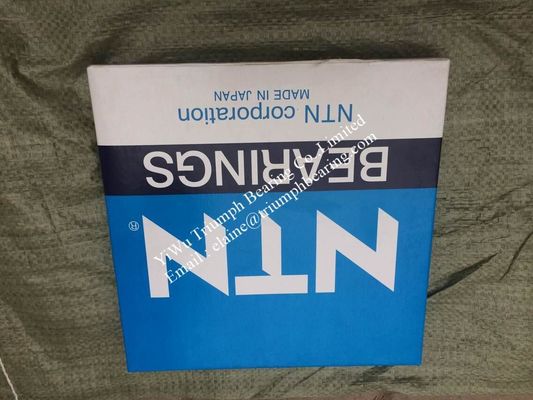 NTN®
BEARINGS
NTN corporation
MADE IN JAPAN
YiWu Triumph Bearing Co. Limited
Email : elaine@triumphbearing.com